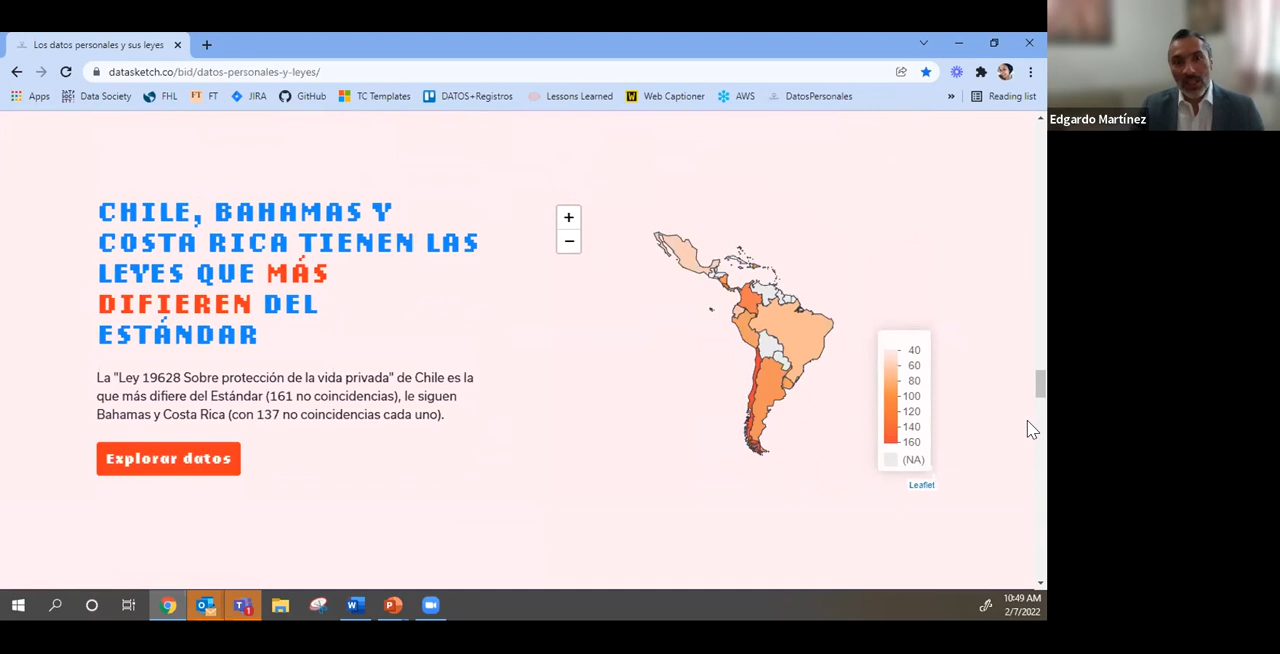 Los datos personales y sus leyes
datasketch.co/bid/datos-personales-y-leyes/
Apps
Data Society
FHL
FT FT
JIRA
GitHub
TC Templates
DATOS+Registros
Lessons Learned
W Web Captioner
AWS
DatosPersonales
»
Reading list
Edgardo Martínez
CHILE, BAHAMAS Y
COSTA RICA TIENEN LAS
LEYES QUE MÁS
DIFIEREN DEL
ESTÁNDAR
La "Ley 19628 Sobre protección de la vida privada" de Chile es la
que más difiere del Estándar (161 no coincidencias), le siguen
Bahamas y Costa Rica (con 137 no coincidencias cada uno).
Explorar datos
+
−
40
60
80
100
120
140
160
(NA)
Leaflet
10:49 AM
2/7/2022